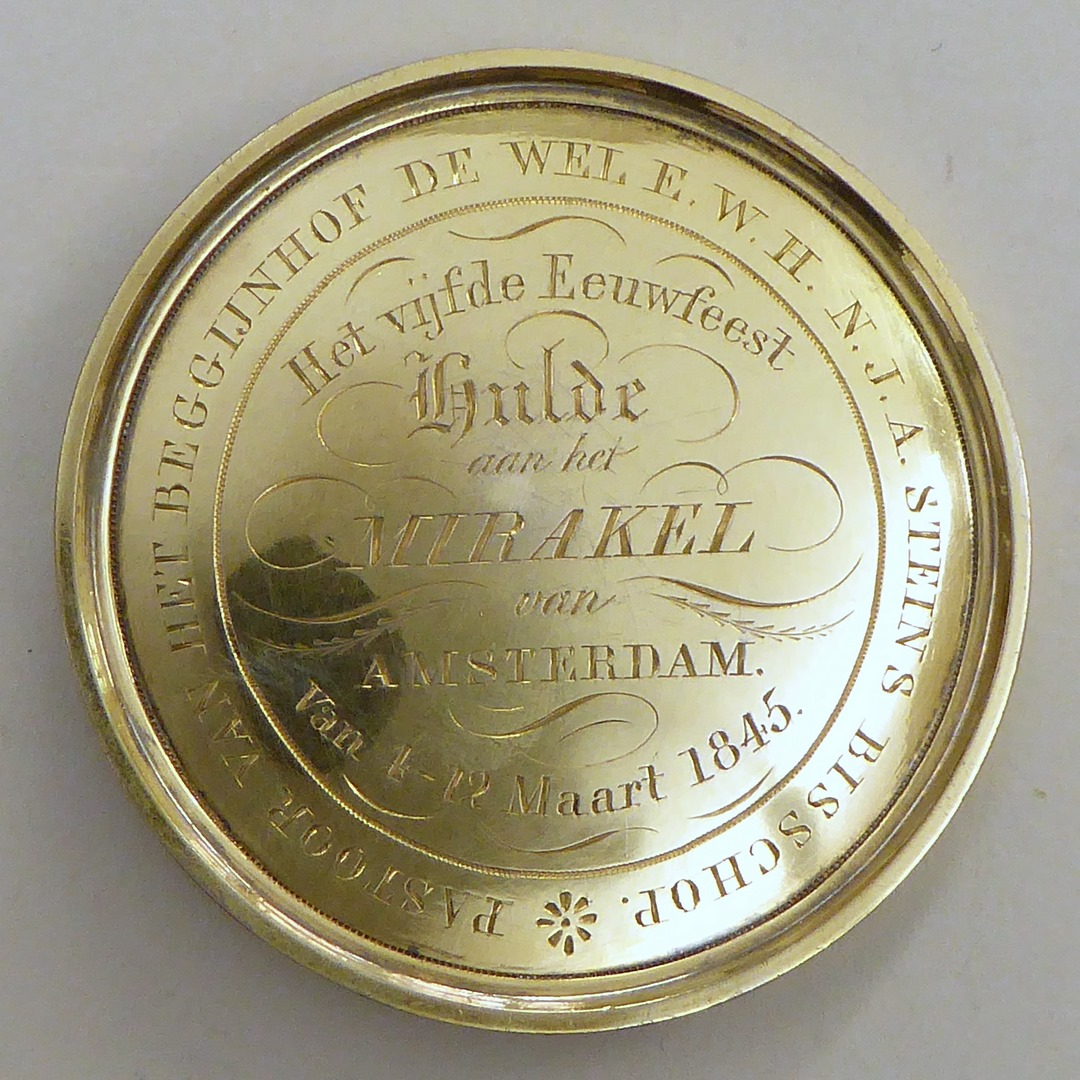 PASTOOR VAN HET BEGGIJNHOF DE WEL E. W. H. N. J. A. STEINS BISSCHOP.
Het vijfde Eeuwfeest
Hulde
aan het
MIRAKEL
van
AMSTERDAM.
Van 4-12 Maart 1845.